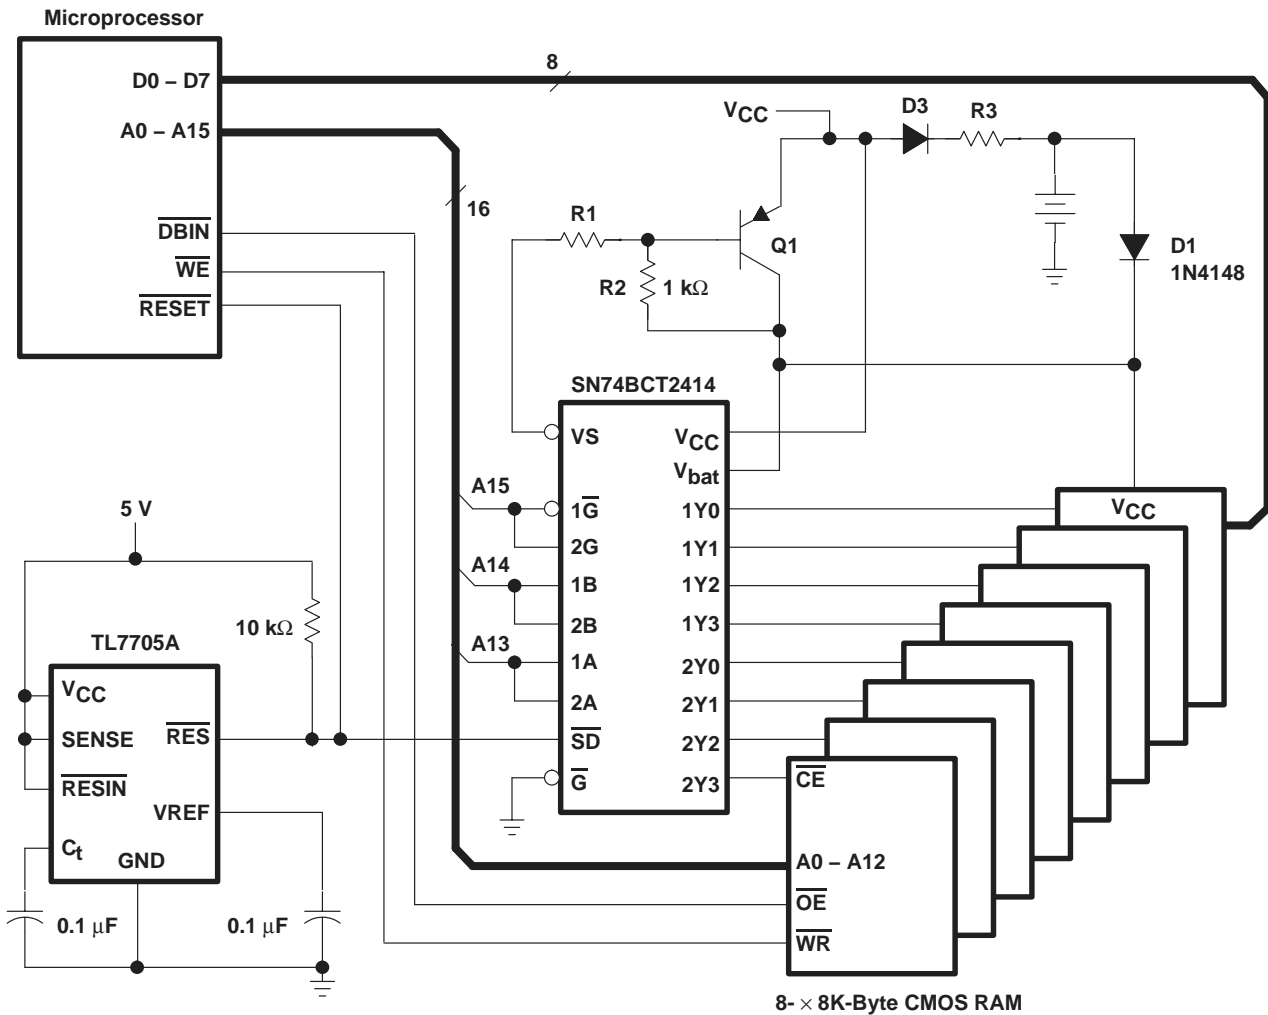 Microprocessor
D0 – D7
A0 – A15
DBIN
WE
RESET
8
16
VCC
D3
R3
R1
Q1
R2
1 kΩ
D1
1N4148
SN74BCT2414
VS
1G
2G
1B
2B
1A
2A
SD
G
VCC
Vbat
1Y0
1Y1
1Y2
1Y3
2Y0
2Y1
2Y2
2Y3
A15
A14
A13
5 V
10 kΩ
TL7705A
VCC
SENSE
RESIN
Ct
RES
VREF
GND
0.1 μF
0.1 μF
VCC
CE
A0 – A12
OE
WR
8- × 8K-Byte CMOS RAM